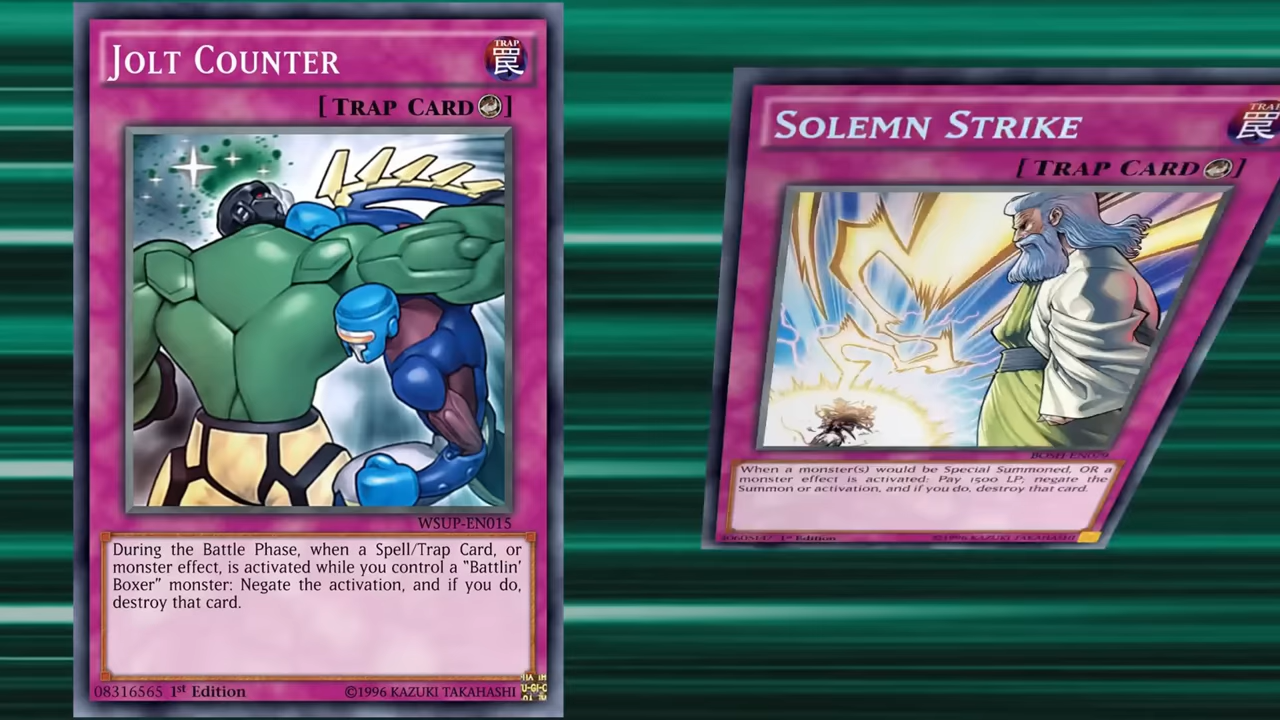 JOLT COUNTER
TRAP
罠
[TRAP CARD]
WSUP-EN015
During the Battle Phase, when a Spell/Trap Card, or
monster effect, is activated while you control a "Battlin'
Boxer" monster: Negate the activation, and if you do,
destroy that card.
08316565 1st Edition
©1996 KAZUKI TAKAHASHI
SOLEMN STRIKE
TRAP
罠
[TRAP CARD]
BOSH-EN079
When a monster(s) would be Special Summoned, OR a
monster effect is activated: Pay 1500 LP; negate the
Summon or activation, and if you do, destroy that card.
1st Edition
©1996 KAZUKI TAKAHASHI